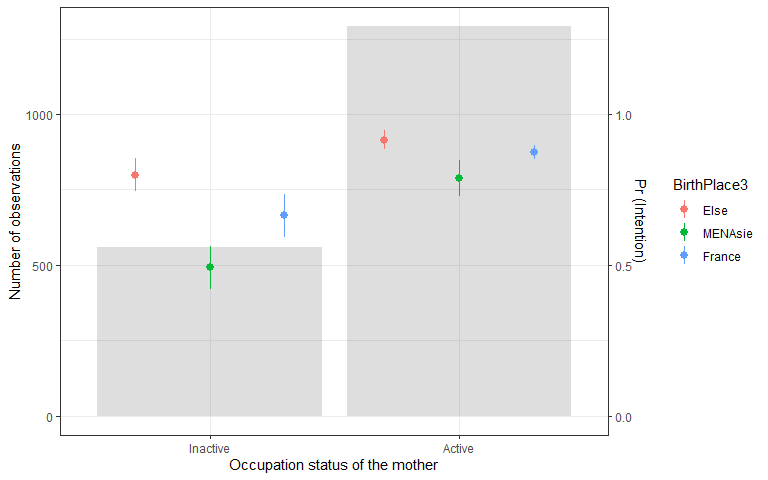 Number of observations
1000
500
0
Inactive
Active
Occupation status of the mother
1.0
0.5
0.0
Pr (Intention)
BirthPlace3
Else
MENAsie
France